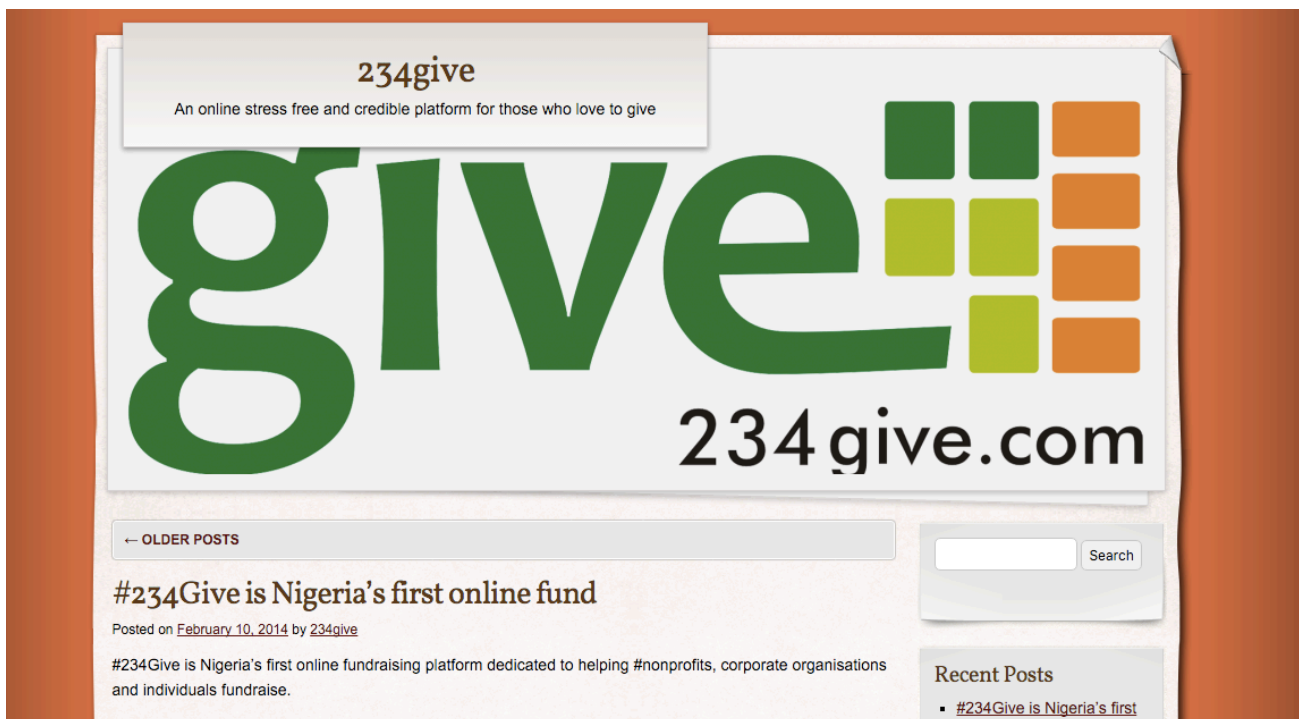 234give
An online stress free and credible platform for those who love to give
give
234give.com
← OLDER POSTS
Search
#234Give is Nigeria’s first online fund
Posted on February 10, 2014 by 234give
#234Give is Nigeria’s first online fundraising platform dedicated to helping #nonprofits, corporate organisations
and individuals fundraise.
Recent Posts
#234Give is Nigeria’s first